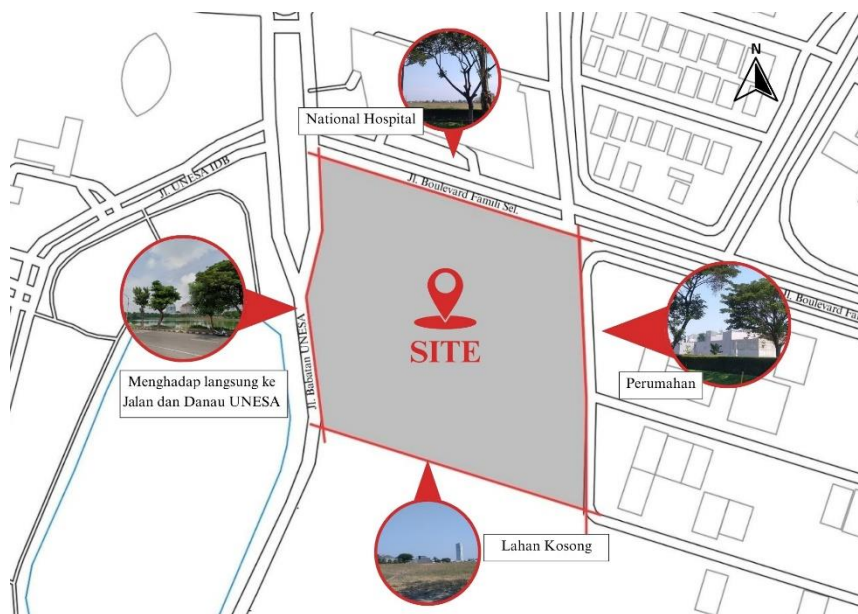 N
National Hospital
Jl. Boulevard Famili Sel.
Jl. UNESA IDB
Jl. Boulevard Fam
SITE
Jl. Babatan UNESA
Menghadap langsung ke
Jalan dan Danau UNESA
Perumahan
Lahan Kosong